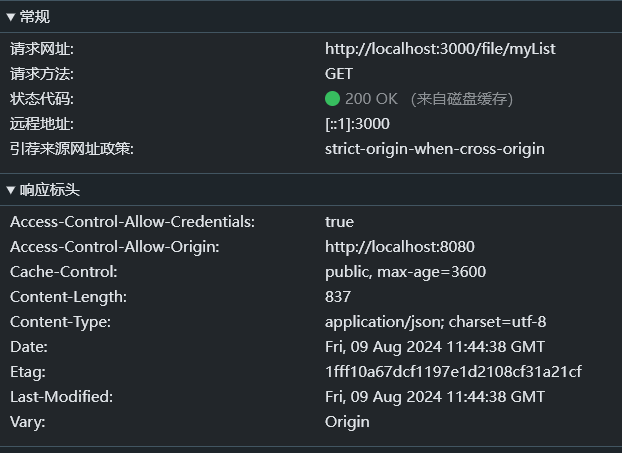 常规
请求网址: http://localhost:3000/file/myList
请求方法: GET
状态代码: 200 OK （来自磁盘缓存）
远程地址: [::1]:3000
引荐来源网址政策: strict-origin-when-cross-origin
响应标头
Access-Control-Allow-Credentials: true
Access-Control-Allow-Origin: http://localhost:8080
Cache-Control: public, max-age=3600
Content-Length: 837
Content-Type: application/json; charset=utf-8
Date: Fri, 09 Aug 2024 11:44:38 GMT
Etag: 1fff10a67dcf1197e1d2108cf31a21cf
Last-Modified: Fri, 09 Aug 2024 11:44:38 GMT
Vary: Origin